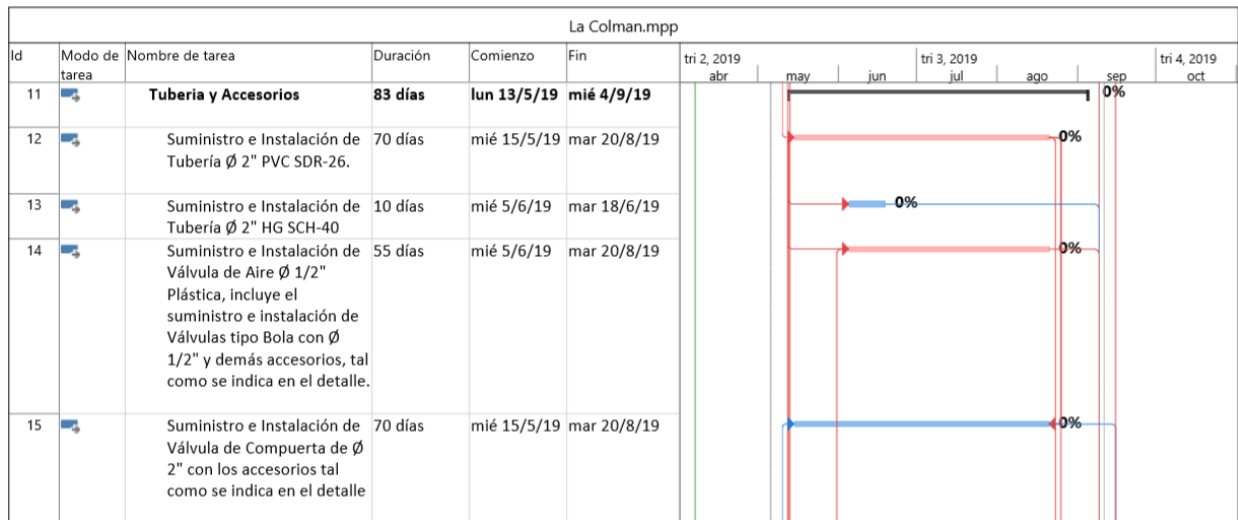 La Colman.mpp
Id Modo de tarea Nombre de tarea Duración Comienzo Fin
tri 2, 2019 tri 3, 2019 tri 4, 2019
abr may jun jul ago sep oct
11 Tuberia y Accesorios 83 días lun 13/5/19 mié 4/9/19 0%
12 Suministro e Instalación de 70 días mié 15/5/19 mar 20/8/19 0%
Tubería Ø 2" PVC SDR-26.
13 Suministro e Instalación de 10 días mié 5/6/19 mar 18/6/19 0%
Tubería Ø 2" HG SCH-40
14 Suministro e Instalación de 55 días mié 5/6/19 mar 20/8/19 0%
Válvula de Aire Ø 1/2"
Plástica, incluye el
suministro e instalación de
Válvulas tipo Bola con Ø
1/2" y demás accesorios, tal
como se indica en el detalle.
15 Suministro e Instalación de 70 días mié 15/5/19 mar 20/8/19 0%
Válvula de Compuerta de Ø
2" con los accesorios tal
como se indica en el detalle